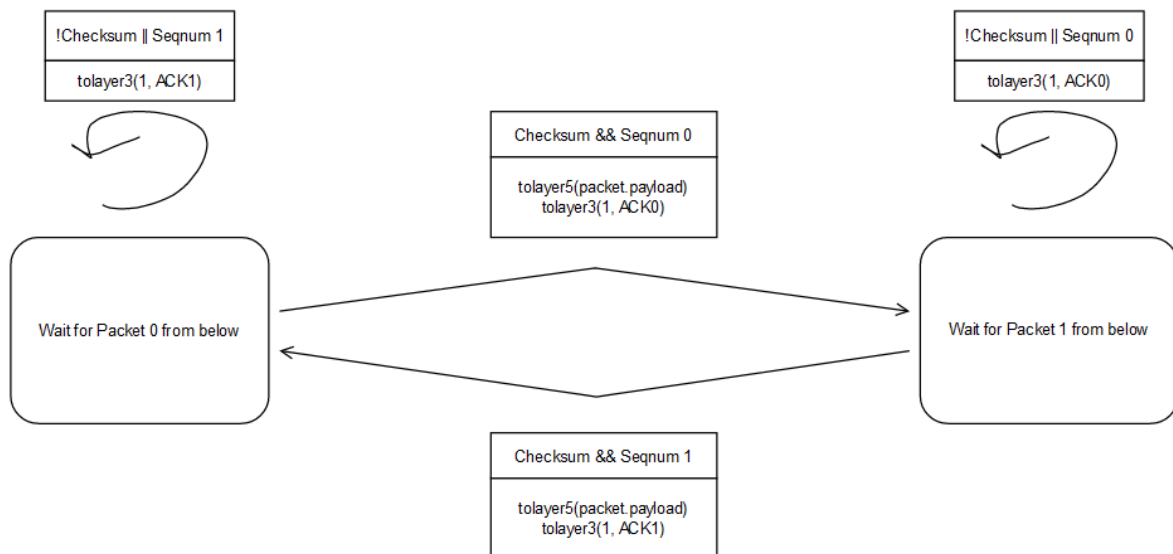 !Checksum || Seqnum 1
tolayer3(1, ACK1)
!Checksum || Seqnum 0
tolayer3(1, ACK0)
Checksum && Seqnum 0
tolayer5(packet.payload)
tolayer3(1, ACK0)
Wait for Packet 0 from below
Wait for Packet 1 from below
Checksum && Seqnum 1
tolayer5(packet.payload)
tolayer3(1, ACK1)